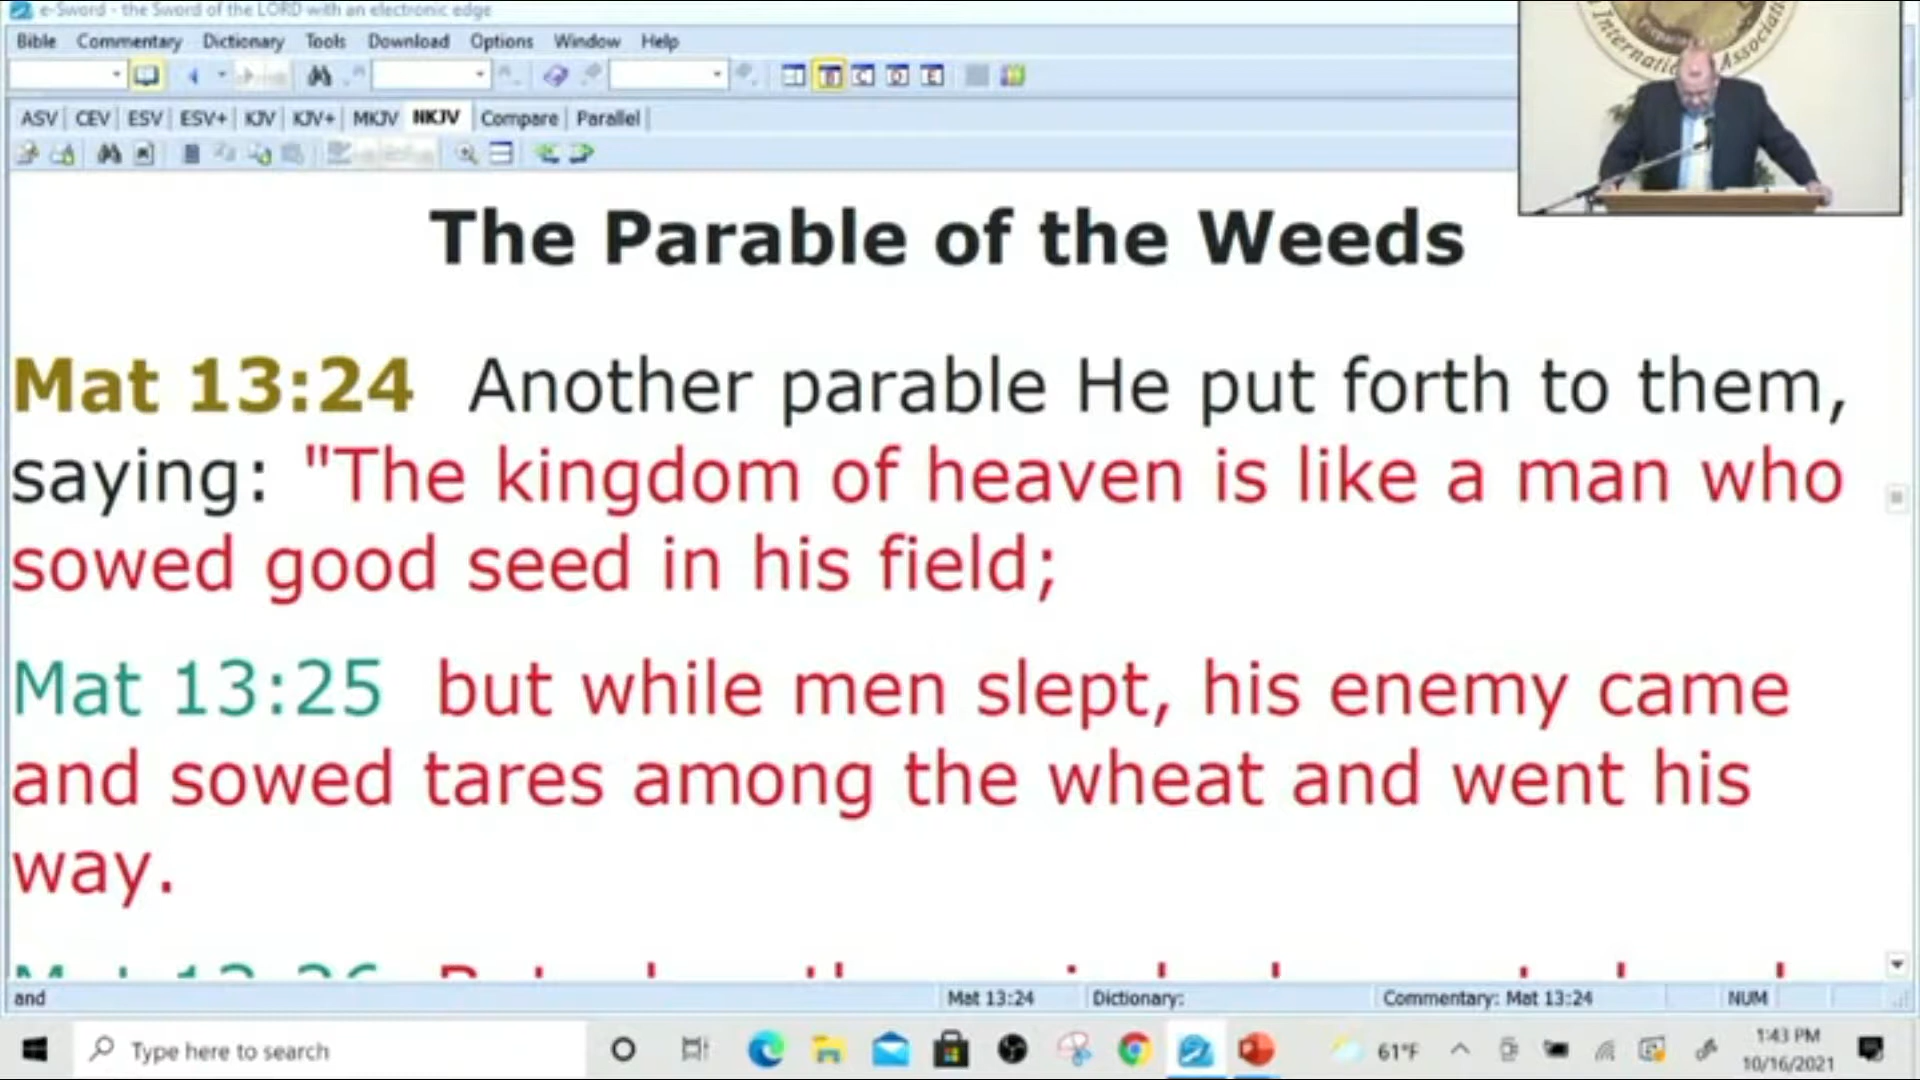 e-Sword - the Sword of the LORD with an electronic edge
Bible Commentary Dictionary Tools Download Options Window Help
International Association
ASV CEV ESV ESV+ KJV KJV+ MKJV NKJV Compare Parallel
The Parable of the Weeds
Mat 13:24 Another parable He put forth to them,
saying: "The kingdom of heaven is like a man who
sowed good seed in his field;
Mat 13:25 but while men slept, his enemy came
and sowed tares among the wheat and went his
way.
and Mat 13:24 Dictionary: Commentary: Mat 13:24 NUM
Type here to search
61°F
1:43 PM
10/16/2021